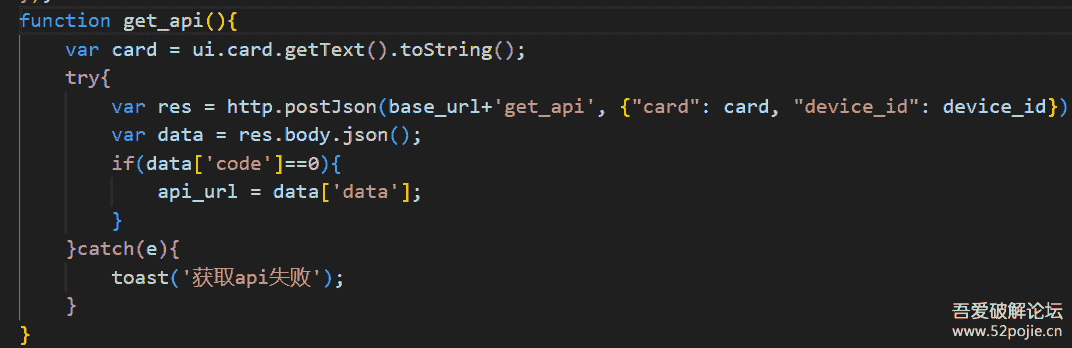 });
function get_api(){
    var card = ui.card.getText().toString();
    try{
        var res = http.postJson(base_url+'get_api', {"card": card, "device_id": device_id})
        var data = res.body.json();
        if(data['code']==0){
            api_url = data['data'];
        }
    }catch(e){
        toast('获取api失败');
    }
}
吾爱破解论坛
www.52pojie.cn